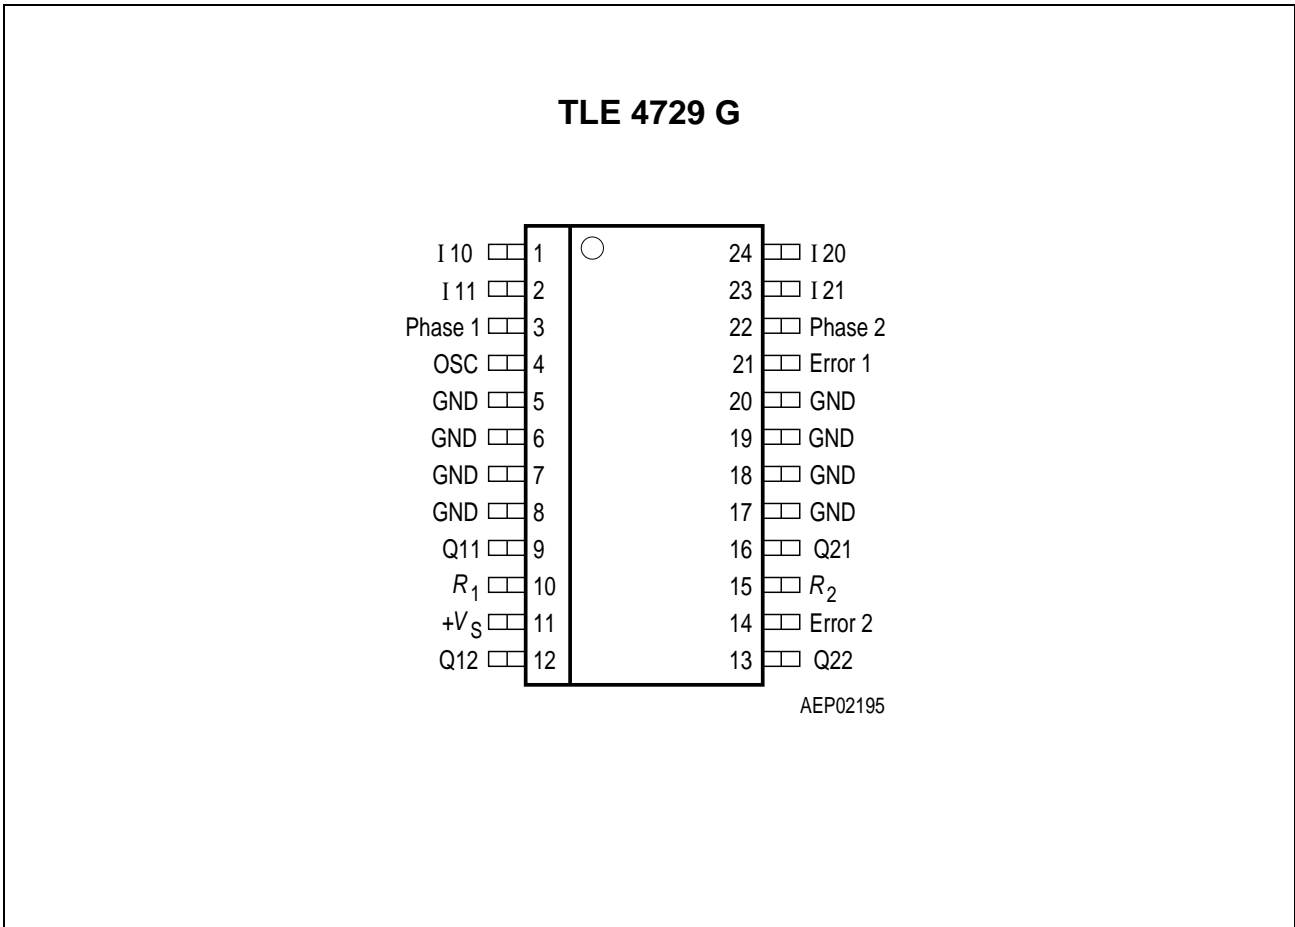 TLE 4729 G
I 10 1 24 I 20
I 11 2 23 I 21
Phase 1 3 22 Phase 2
OSC 4 21 Error 1
GND 5 20 GND
GND 6 19 GND
GND 7 18 GND
GND 8 17 GND
Q11 9 16 Q21
R1 10 15 R2
+VS 11 14 Error 2
Q12 12 13 Q22
AEP02195